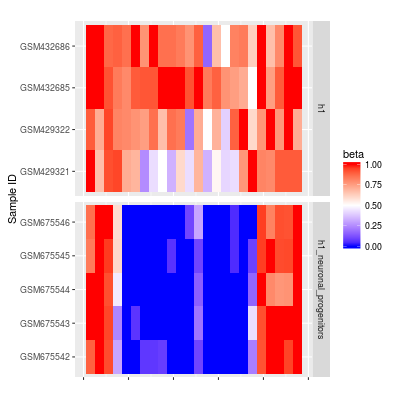 GSM432686
GSM432685
GSM429322
GSM429321
h1
GSM675546
GSM675545
GSM675544
GSM675543
GSM675542
h1_neuronal_progenitors
Sample ID
beta
1.00
0.75
0.50
0.25
0.00